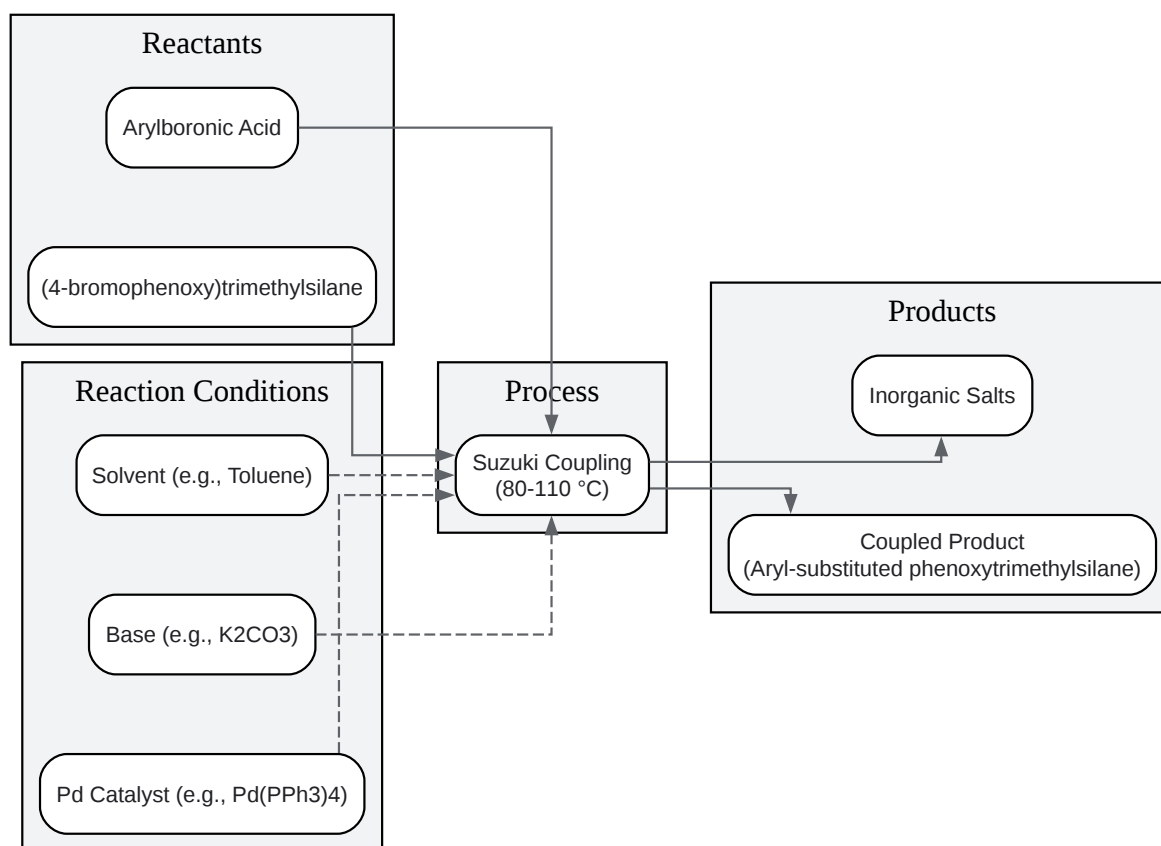 Reactants
Arylboronic Acid
(4-bromophenoxy)trimethylsilane
Reaction Conditions
Solvent (e.g., Toluene)
Base (e.g., K2CO3)
Pd Catalyst (e.g., Pd(PPh3)4)
Process
Suzuki Coupling
(80-110 °C)
Products
Inorganic Salts
Coupled Product
(Aryl-substituted phenoxytrimethylsilane)